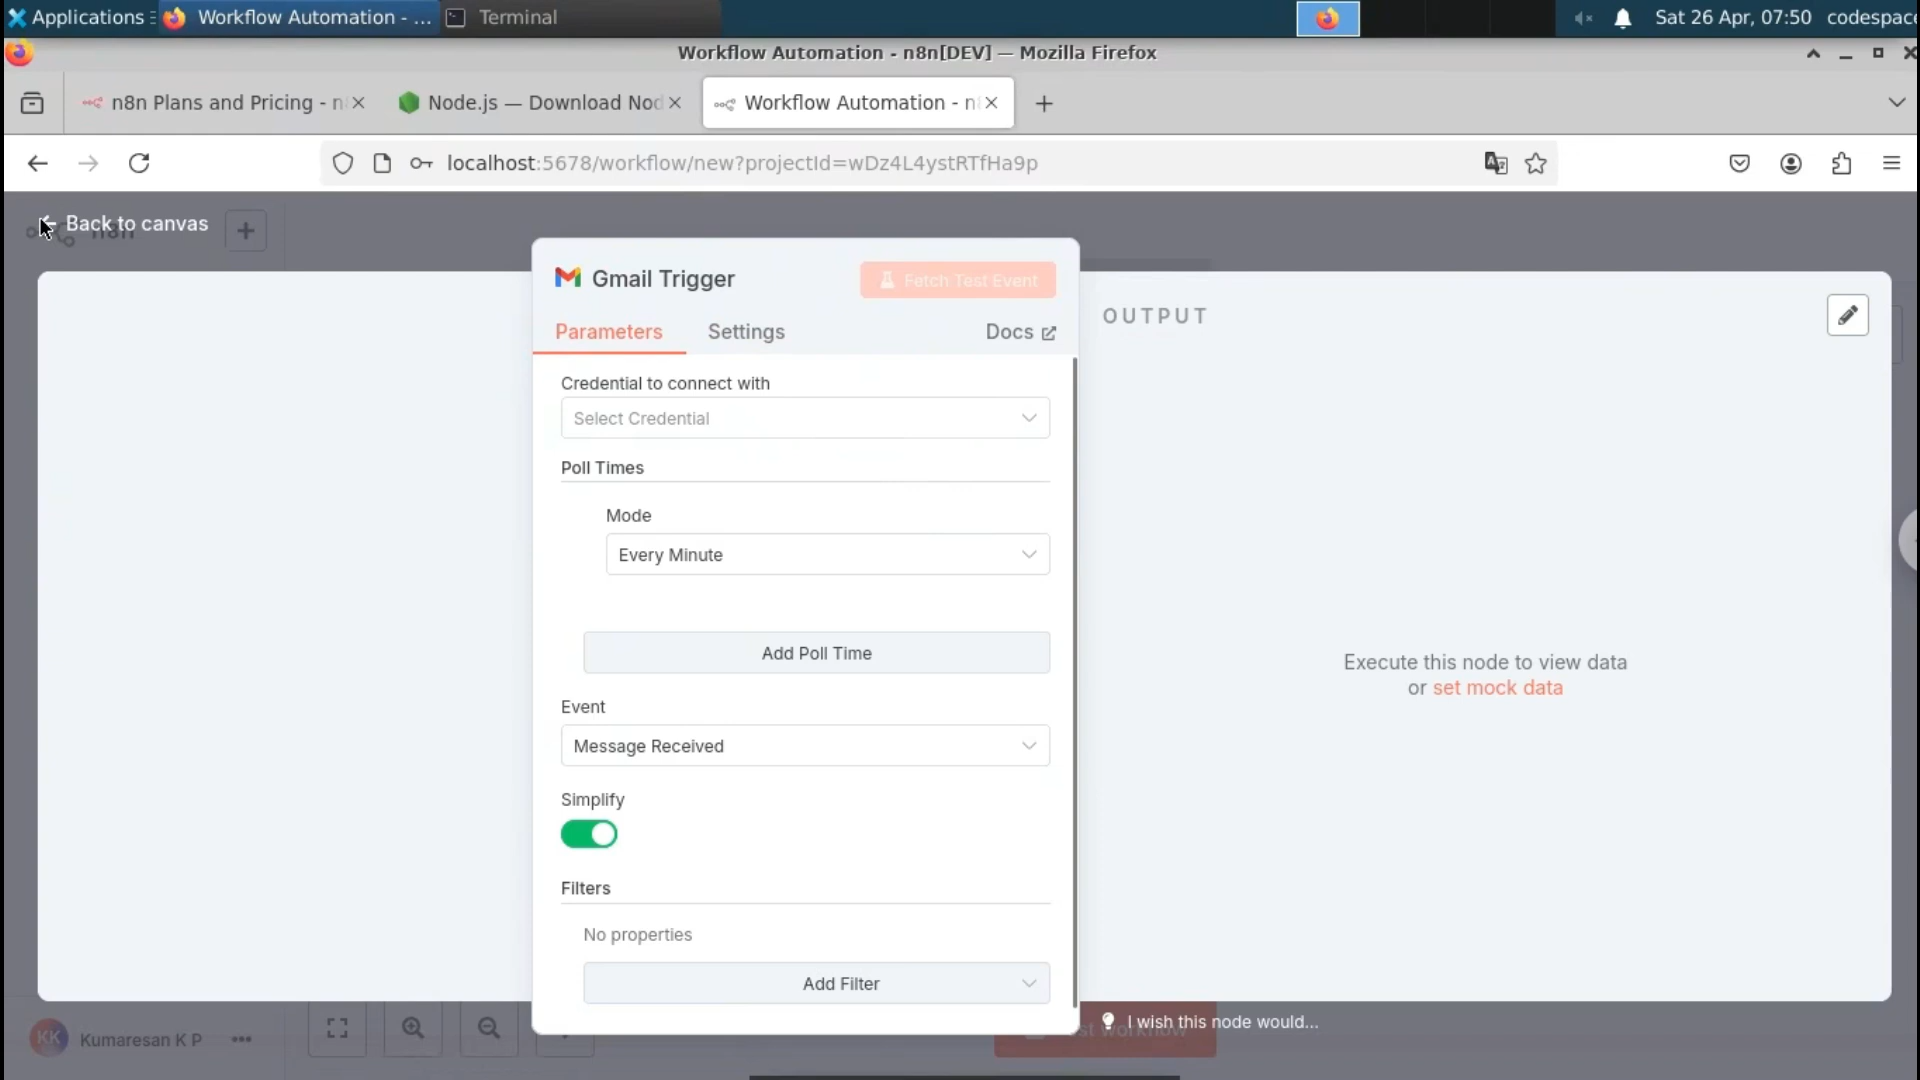 Applications
Workflow Automation - ...
Terminal
Sat 26 Apr, 07:50
codespace
Workflow Automation - n8n[DEV] — Mozilla Firefox
n8n Plans and Pricing - n
Node.js — Download Nod
Workflow Automation - n
localhost:5678/workflow/new?projectId=wDz4L4ystRTfHa9p
Back to canvas
n8n
Gmail Trigger
Fetch Test Event
Parameters
Settings
Docs
OUTPUT
Credential to connect with
Select Credential
Poll Times
Mode
Every Minute
Add Poll Time
Execute this node to view data
or set mock data
Event
Message Received
Simplify
Filters
No properties
Add Filter
I wish this node would...
KK
Kumaresan K P